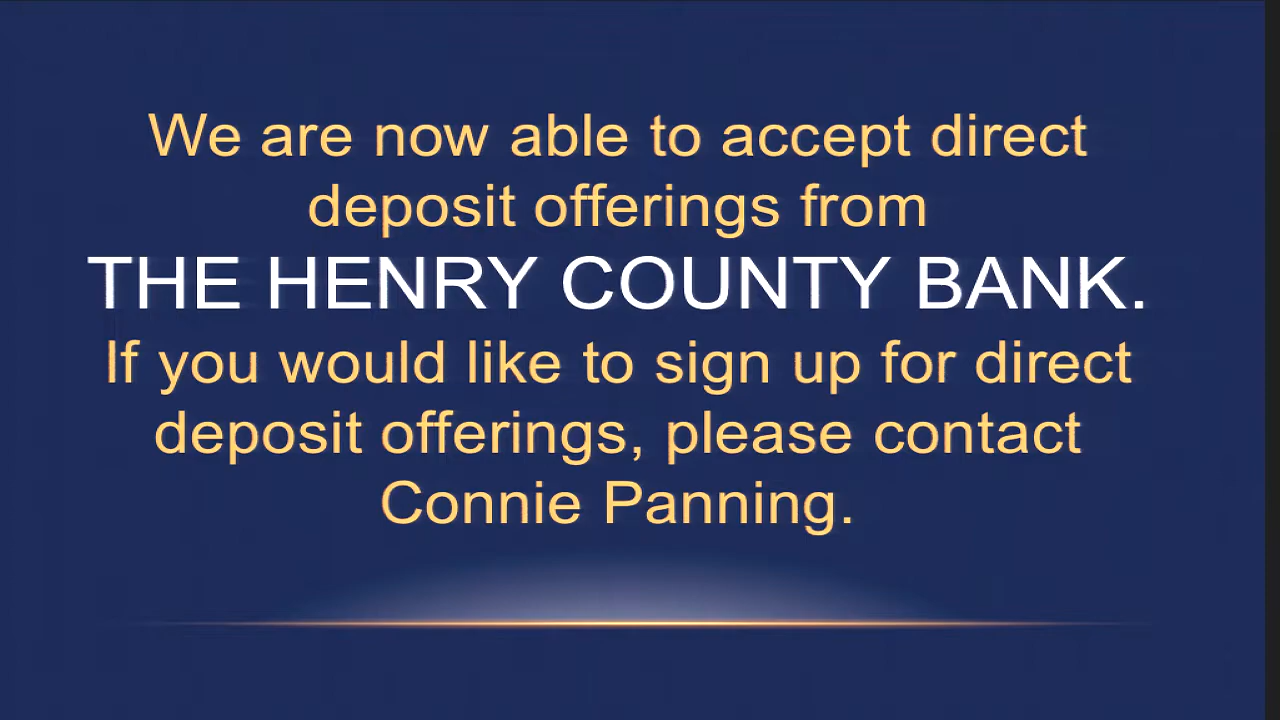 We are now able to accept direct
deposit offerings from
THE HENRY COUNTY BANK.
If you would like to sign up for direct
deposit offerings, please contact
Connie Panning.